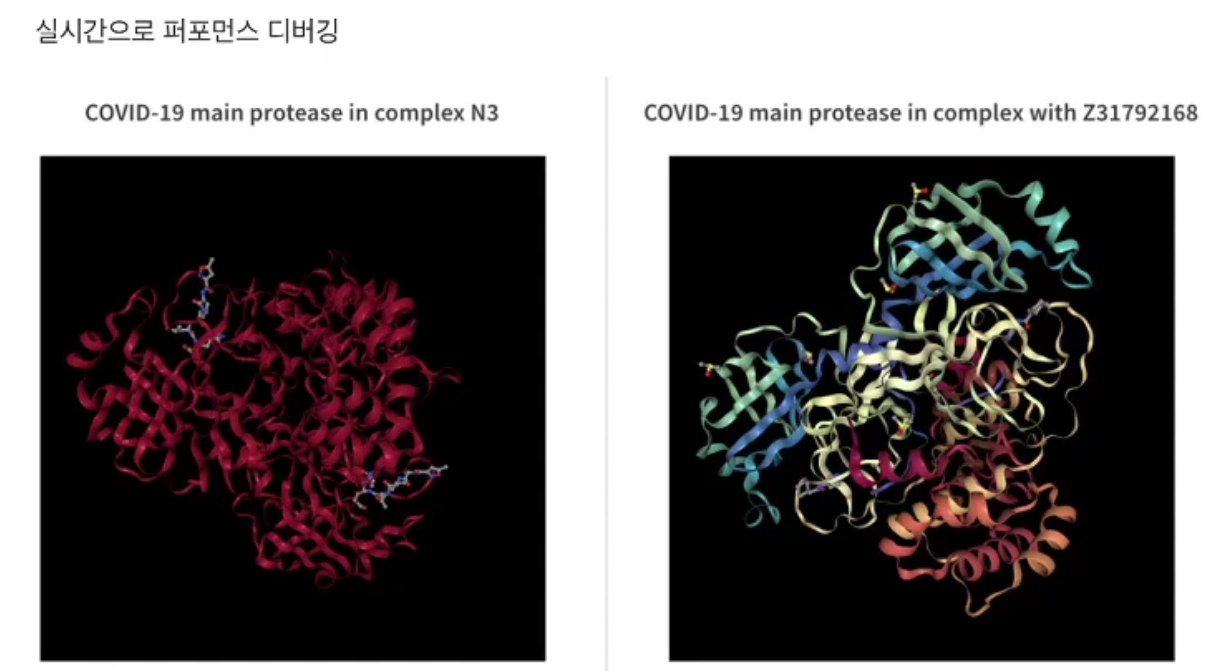 실시간으로 퍼포먼스 디버깅
COVID-19 main protease in complex N3
COVID-19 main protease in complex with Z31792168